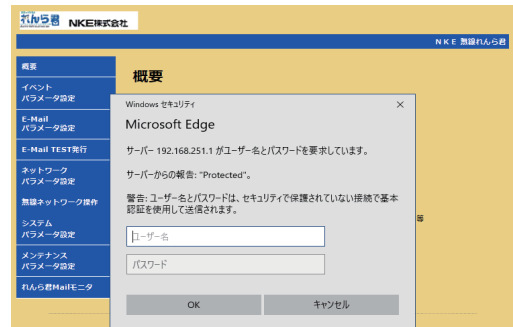 れんら君 NKE株式会社
NKE 無線れんら君
概要
イベント
パラメータ設定
E-Mail
パラメータ設定
E-Mail TEST発行
ネットワーク
パラメータ設定
無線ネットワーク操作
システム
パラメータ設定
メンテナンス
パラメータ設定
れんら君Mailモニタ
概要
Windows セキュリティ
Microsoft Edge
サーバー 192.168.251.1 がユーザー名とパスワードを要求しています。
サーバーからの報告: "Protected"。
警告: ユーザー名とパスワードは、セキュリティで保護されていない接続で基本
認証を使用して送信されます。
ユーザー名
パスワード
OK キャンセル
等